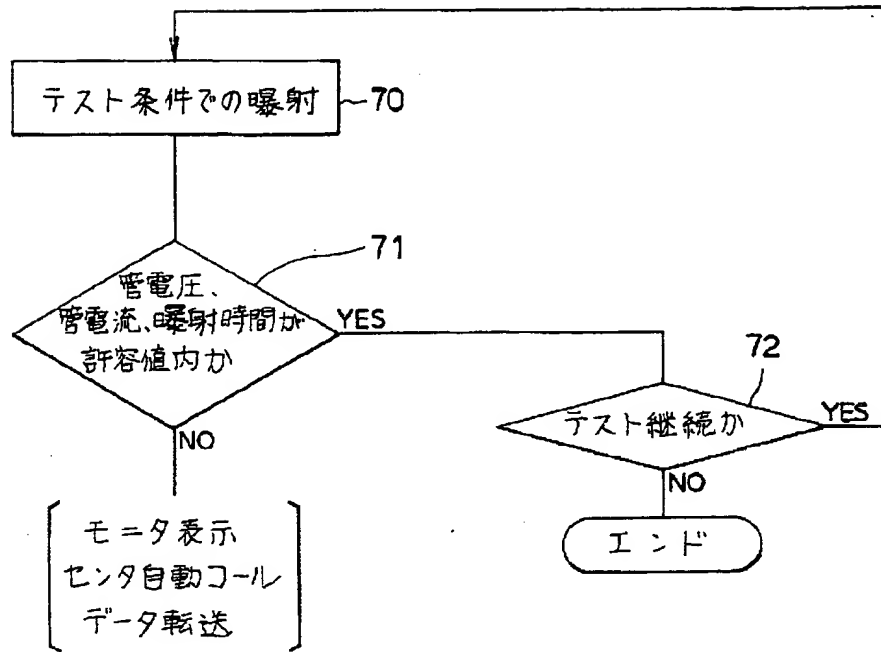 テスト条件での曝射
70
71
管電圧、
管電流、曝射時間が
許容値内か
YES
NO
72
テスト継続か
YES
NO
モニタ表示
センタ自動コール
データ転送
エンド